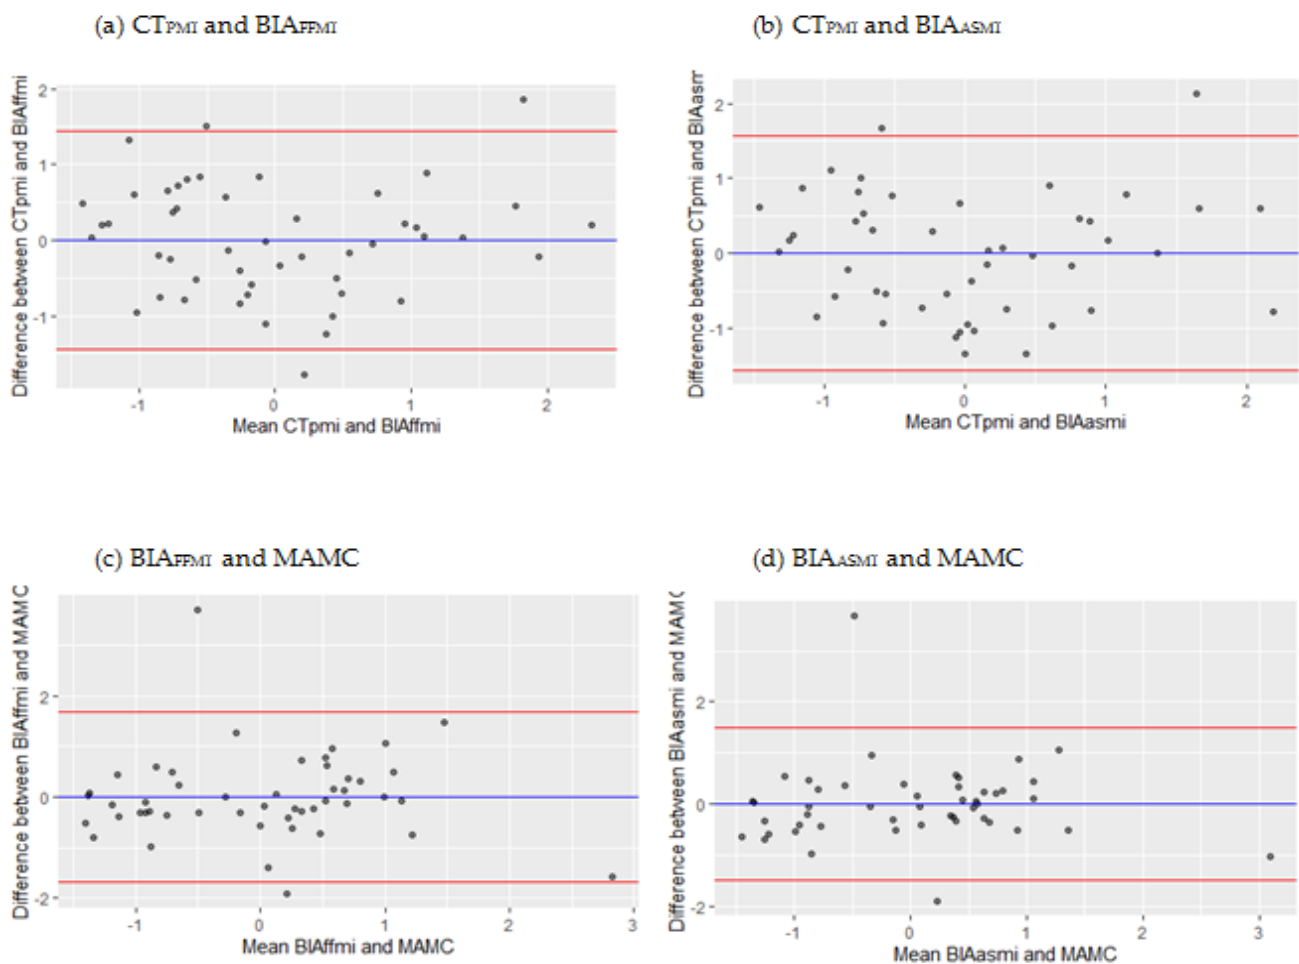 (a) CTPMI and BIAFFMI
(b) CTPMI and BIAASMI
Difference between CTpmi and BIAffmi
2
1
0
-1
-1
0
1
2
Mean CTpmi and BIAffmi
Difference between CTpmi and BIAasm
2
1
0
-1
-1
0
1
2
Mean CTpmi and BIAasmi
(c) BIAFFMI and MAMC
(d) BIAASMI and MAMC
Difference between BIAffmi and MAMC
2
0
-2
-1
0
1
2
3
Mean BIAffmi and MAMC
Difference between BIAasmi and MAMC
2
0
-2
-1
0
1
2
3
Mean BIAasmi and MAMC